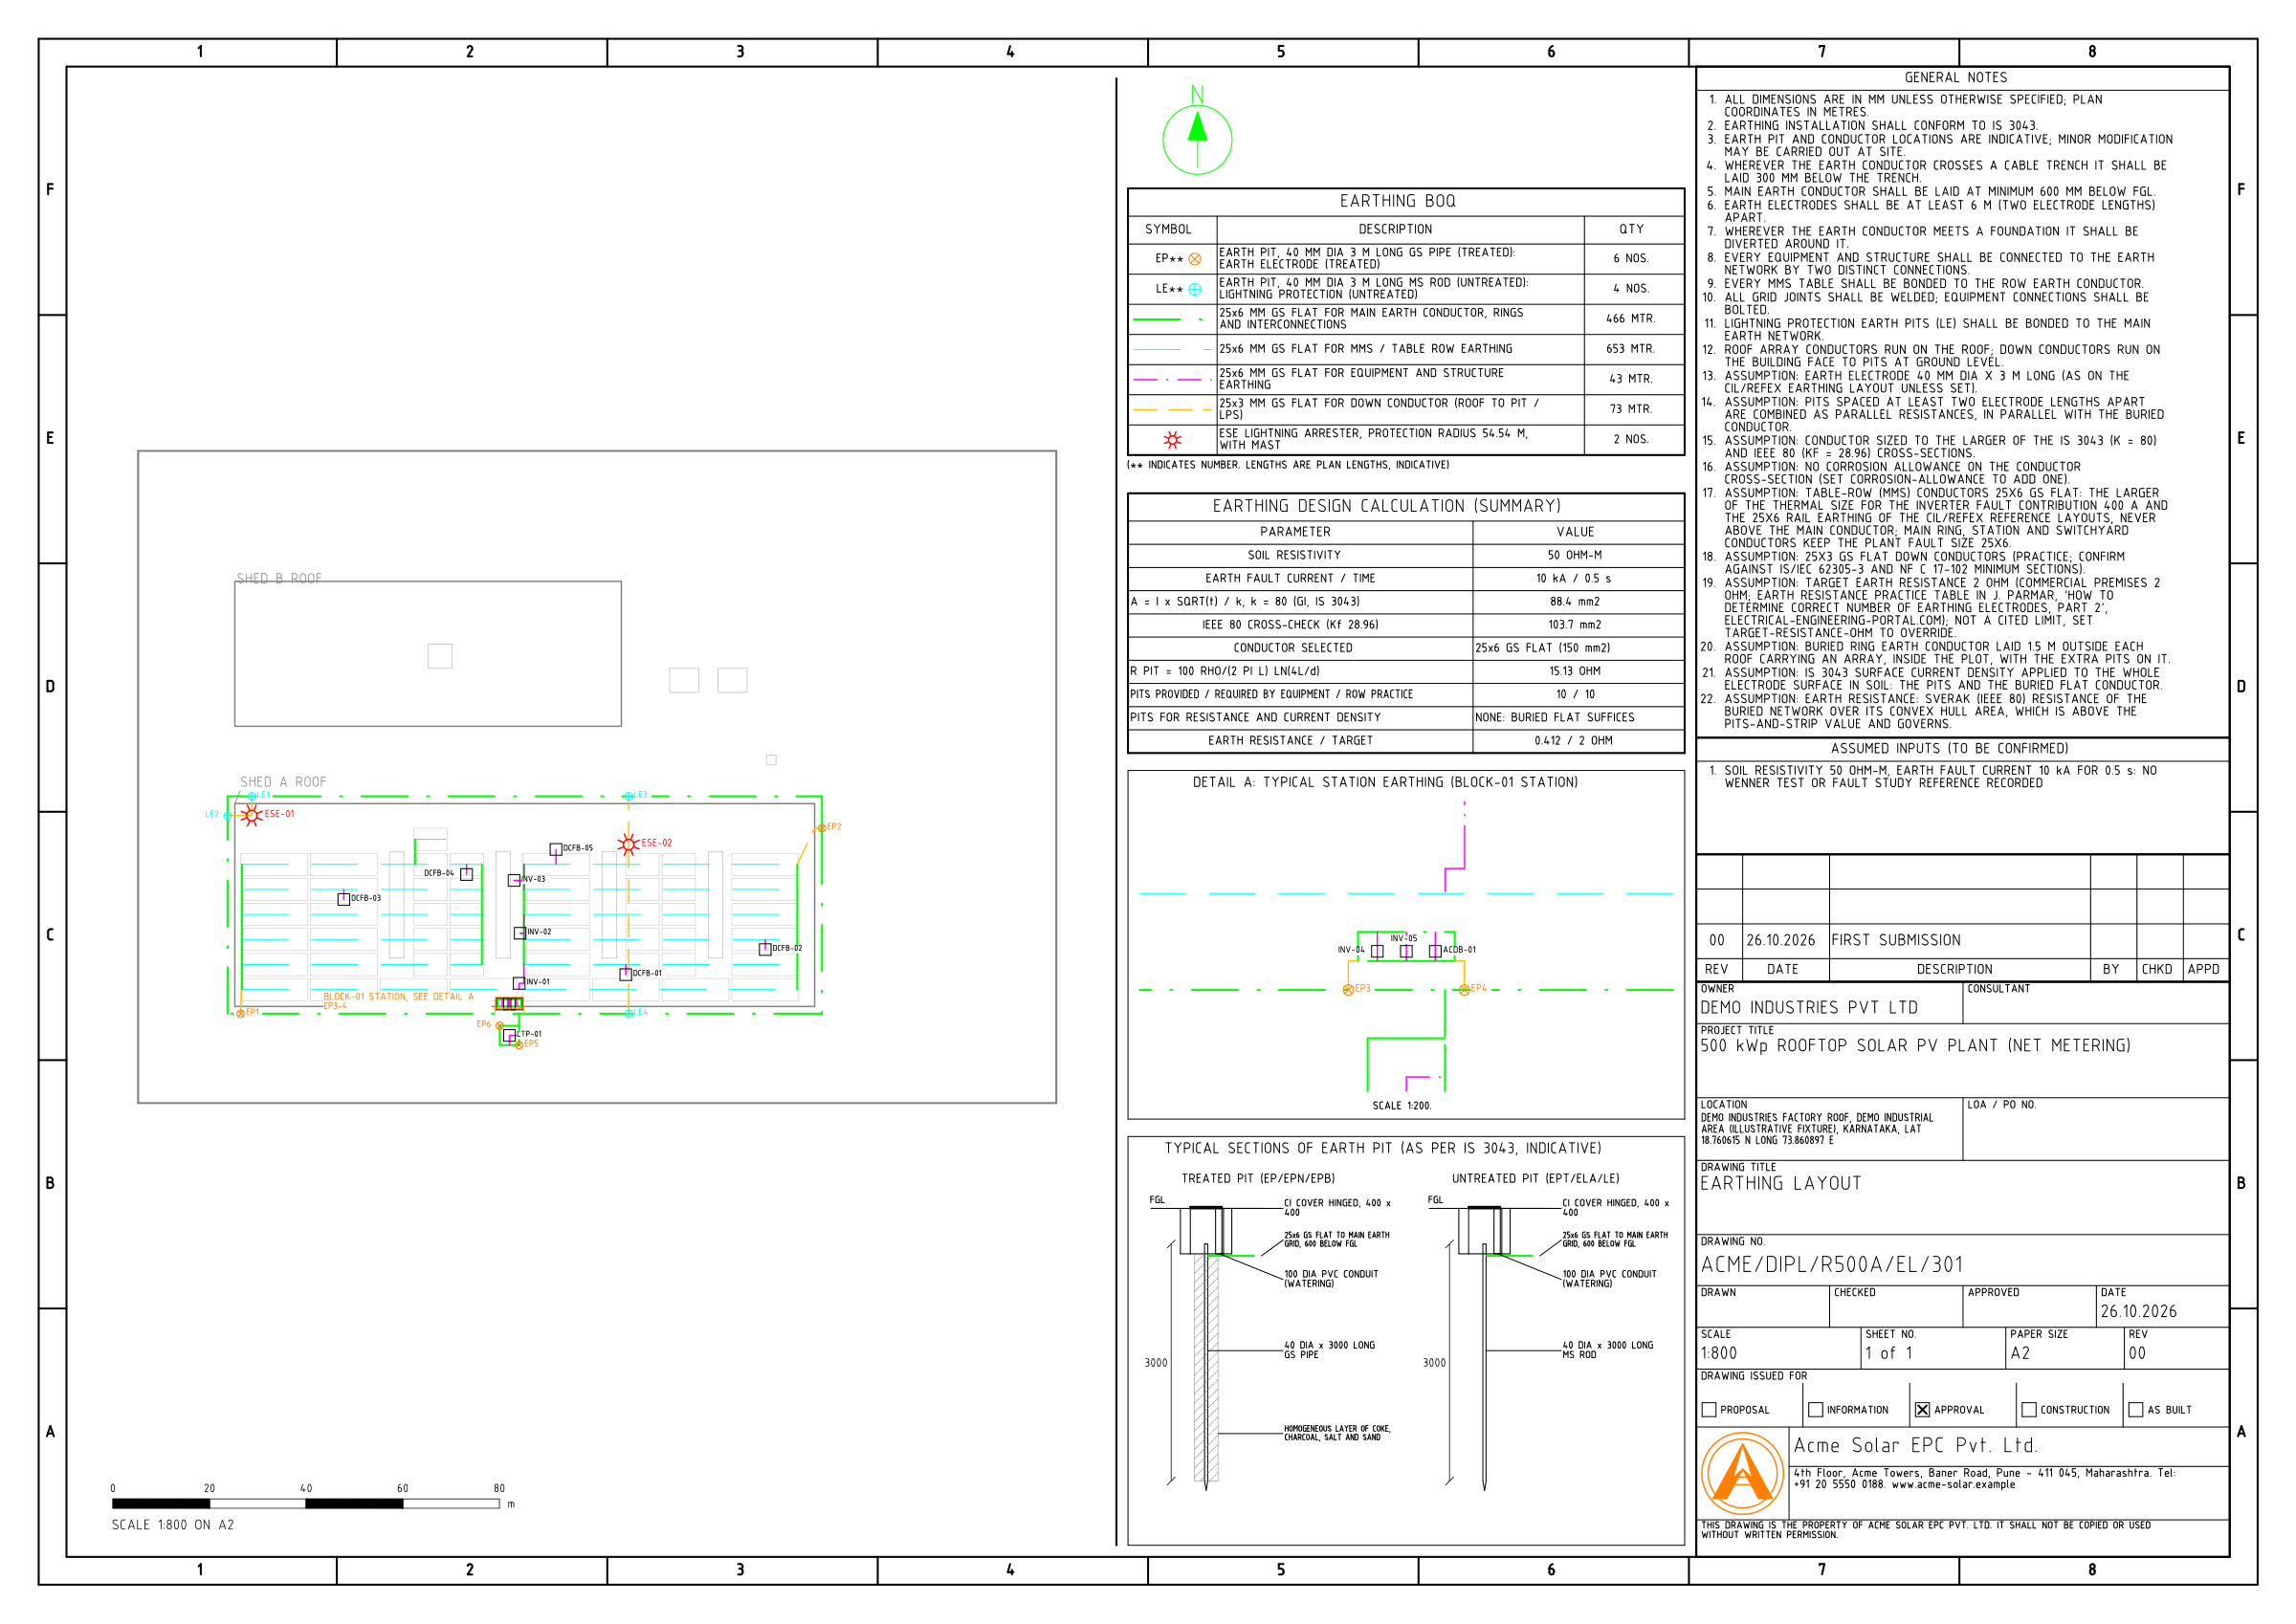 1 2 3 4 5 6 7 8
F
E
D
C
B
A
SHED B ROOF
SHED A ROOF
LE1
LE2
ESE-01
LE3
ESE-02
EP2
DCFB-05
DCFB-04
INV-03
DCFB-03
INV-02
DCFB-02
DCFB-01
INV-01
BLOCK-01 STATION, SEE DETAIL A
EP3-4
EP1
LE4
EP6
LTP-01
EP5
0 20 40 60 80
m
SCALE 1:800 ON A2
N
EARTHING BOQ
SYMBOL DESCRIPTION QTY
EP** EARTH PIT, 40 MM DIA 3 M LONG GS PIPE (TREATED):
EARTH ELECTRODE (TREATED) 6 NOS.
LE** EARTH PIT, 40 MM DIA 3 M LONG MS ROD (UNTREATED):
LIGHTNING PROTECTION (UNTREATED) 4 NOS.
25x6 MM GS FLAT FOR MAIN EARTH CONDUCTOR, RINGS
AND INTERCONNECTIONS 466 MTR.
25x6 MM GS FLAT FOR MMS / TABLE ROW EARTHING 653 MTR.
25x6 MM GS FLAT FOR EQUIPMENT AND STRUCTURE
EARTHING 43 MTR.
25x3 MM GS FLAT FOR DOWN CONDUCTOR (ROOF TO PIT /
LPS) 73 MTR.
ESE LIGHTNING ARRESTER, PROTECTION RADIUS 54.54 M,
WITH MAST 2 NOS.
(** INDICATES NUMBER. LENGTHS ARE PLAN LENGTHS, INDICATIVE)
EARTHING DESIGN CALCULATION (SUMMARY)
PARAMETER VALUE
SOIL RESISTIVITY 50 OHM-M
EARTH FAULT CURRENT / TIME 10 kA / 0.5 s
A = I x SQRT(t) / k, k = 80 (GI, IS 3043) 88.4 mm2
IEEE 80 CROSS-CHECK (Kf 28.96) 103.7 mm2
CONDUCTOR SELECTED 25x6 GS FLAT (150 mm2)
R PIT = 100 RHO/(2 PI L) LN(4L/d) 15.13 OHM
PITS PROVIDED / REQUIRED BY EQUIPMENT / ROW PRACTICE 10 / 10
PITS FOR RESISTANCE AND CURRENT DENSITY NONE: BURIED FLAT SUFFICES
EARTH RESISTANCE / TARGET 0.412 / 2 OHM
DETAIL A: TYPICAL STATION EARTHING (BLOCK-01 STATION)
INV-04
INV-05
ACDB-01
EP3
EP4
SCALE 1:200.
TYPICAL SECTIONS OF EARTH PIT (AS PER IS 3043, INDICATIVE)
TREATED PIT (EP/EPN/EPB)
FGL
CI COVER HINGED, 400 x
400
25x6 GS FLAT TO MAIN EARTH
GRID, 600 BELOW FGL
100 DIA PVC CONDUIT
(WATERING)
40 DIA x 3000 LONG
GS PIPE
3000
HOMOGENEOUS LAYER OF COKE,
CHARCOAL, SALT AND SAND
UNTREATED PIT (EPT/ELA/LE)
FGL
CI COVER HINGED, 400 x
400
25x6 GS FLAT TO MAIN EARTH
GRID, 600 BELOW FGL
100 DIA PVC CONDUIT
(WATERING)
40 DIA x 3000 LONG
MS ROD
3000
GENERAL NOTES
1. ALL DIMENSIONS ARE IN MM UNLESS OTHERWISE SPECIFIED; PLAN
COORDINATES IN METRES.
2. EARTHING INSTALLATION SHALL CONFORM TO IS 3043.
3. EARTH PIT AND CONDUCTOR LOCATIONS ARE INDICATIVE; MINOR MODIFICATION
MAY BE CARRIED OUT AT SITE.
4. WHEREVER THE EARTH CONDUCTOR CROSSES A CABLE TRENCH IT SHALL BE
LAID 300 MM BELOW THE TRENCH.
5. MAIN EARTH CONDUCTOR SHALL BE LAID AT MINIMUM 600 MM BELOW FGL.
6. EARTH ELECTRODES SHALL BE AT LEAST 6 M (TWO ELECTRODE LENGTHS)
APART.
7. WHEREVER THE EARTH CONDUCTOR MEETS A FOUNDATION IT SHALL BE
DIVERTED AROUND IT.
8. EVERY EQUIPMENT AND STRUCTURE SHALL BE CONNECTED TO THE EARTH
NETWORK BY TWO DISTINCT CONNECTIONS.
9. EVERY MMS TABLE SHALL BE BONDED TO THE ROW EARTH CONDUCTOR.
10. ALL GRID JOINTS SHALL BE WELDED; EQUIPMENT CONNECTIONS SHALL BE
BOLTED.
11. LIGHTNING PROTECTION EARTH PITS (LE) SHALL BE BONDED TO THE MAIN
EARTH NETWORK.
12. ROOF ARRAY CONDUCTORS RUN ON THE ROOF; DOWN CONDUCTORS RUN ON
THE BUILDING FACE TO PITS AT GROUND LEVEL.
13. ASSUMPTION: EARTH ELECTRODE 40 MM DIA X 3 M LONG (AS ON THE
CIL/REFEX EARTHING LAYOUT UNLESS SET).
14. ASSUMPTION: PITS SPACED AT LEAST TWO ELECTRODE LENGTHS APART
ARE COMBINED AS PARALLEL RESISTANCES, IN PARALLEL WITH THE BURIED
CONDUCTOR.
15. ASSUMPTION: CONDUCTOR SIZED TO THE LARGER OF THE IS 3043 (K = 80)
AND IEEE 80 (KF = 28.96) CROSS-SECTIONS.
16. ASSUMPTION: NO CORROSION ALLOWANCE ON THE CONDUCTOR
CROSS-SECTION (SET CORROSION-ALLOWANCE TO ADD ONE).
17. ASSUMPTION: TABLE-ROW (MMS) CONDUCTORS 25X6 GS FLAT: THE LARGER
OF THE THERMAL SIZE FOR THE INVERTER FAULT CONTRIBUTION 400 A AND
THE 25X6 RAIL EARTHING OF THE CIL/REFEX REFERENCE LAYOUTS, NEVER
ABOVE THE MAIN CONDUCTOR; MAIN RING, STATION AND SWITCHYARD
CONDUCTORS KEEP THE PLANT FAULT SIZE 25X6.
18. ASSUMPTION: 25X3 GS FLAT DOWN CONDUCTORS (PRACTICE; CONFIRM
AGAINST IS/IEC 62305-3 AND NF C 17-102 MINIMUM SECTIONS).
19. ASSUMPTION: TARGET EARTH RESISTANCE 2 OHM (COMMERCIAL PREMISES 2
OHM; EARTH RESISTANCE PRACTICE TABLE IN J. PARMAR, 'HOW TO
DETERMINE CORRECT NUMBER OF EARTHING ELECTRODES, PART 2',
ELECTRICAL-ENGINEERING-PORTAL.COM); NOT A CITED LIMIT, SET
TARGET-RESISTANCE-OHM TO OVERRIDE.
20. ASSUMPTION: BURIED RING EARTH CONDUCTOR LAID 1.5 M OUTSIDE EACH
ROOF CARRYING AN ARRAY, INSIDE THE PLOT, WITH THE EXTRA PITS ON IT.
21. ASSUMPTION: IS 3043 SURFACE CURRENT DENSITY APPLIED TO THE WHOLE
ELECTRODE SURFACE IN SOIL: THE PITS AND THE BURIED FLAT CONDUCTOR.
22. ASSUMPTION: EARTH RESISTANCE: SVERAK (IEEE 80) RESISTANCE OF THE
BURIED NETWORK OVER ITS CONVEX HULL AREA, WHICH IS ABOVE THE
PITS-AND-STRIP VALUE AND GOVERNS.
ASSUMED INPUTS (TO BE CONFIRMED)
1. SOIL RESISTIVITY 50 OHM-M, EARTH FAULT CURRENT 10 kA FOR 0.5 s: NO
WENNER TEST OR FAULT STUDY REFERENCE RECORDED
00 26.10.2026 FIRST SUBMISSION
REV DATE DESCRIPTION BY CHKD APPD
OWNER CONSULTANT
DEMO INDUSTRIES PVT LTD
PROJECT TITLE
500 kWp ROOFTOP SOLAR PV PLANT (NET METERING)
LOCATION LOA / PO NO.
DEMO INDUSTRIES FACTORY ROOF, DEMO INDUSTRIAL
AREA (ILLUSTRATIVE FIXTURE), KARNATAKA, LAT
18.760615 N LONG 73.860897 E
DRAWING TITLE
EARTHING LAYOUT
DRAWING NO.
ACME/DIPL/R500A/EL/301
DRAWN CHECKED APPROVED DATE
26.10.2026
SCALE SHEET NO. PAPER SIZE REV
1:800 1 of 1 A2 00
DRAWING ISSUED FOR
PROPOSAL INFORMATION APPROVAL CONSTRUCTION AS BUILT
Acme Solar EPC Pvt. Ltd.
4th Floor, Acme Towers, Baner Road, Pune - 411 045, Maharashtra. Tel:
+91 20 5550 0188. www.acme-solar.example
THIS DRAWING IS THE PROPERTY OF ACME SOLAR EPC PVT. LTD. IT SHALL NOT BE COPIED OR USED
WITHOUT WRITTEN PERMISSION.
F
E
D
C
B
A
1 2 3 4 5 6 7 8